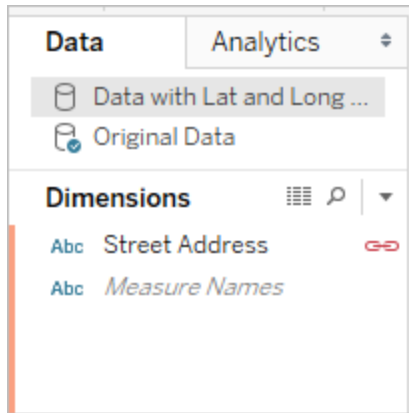 Data Analytics
Data with Lat and Long ...
Original Data
Dimensions
Abc Street Address
Abc Measure Names